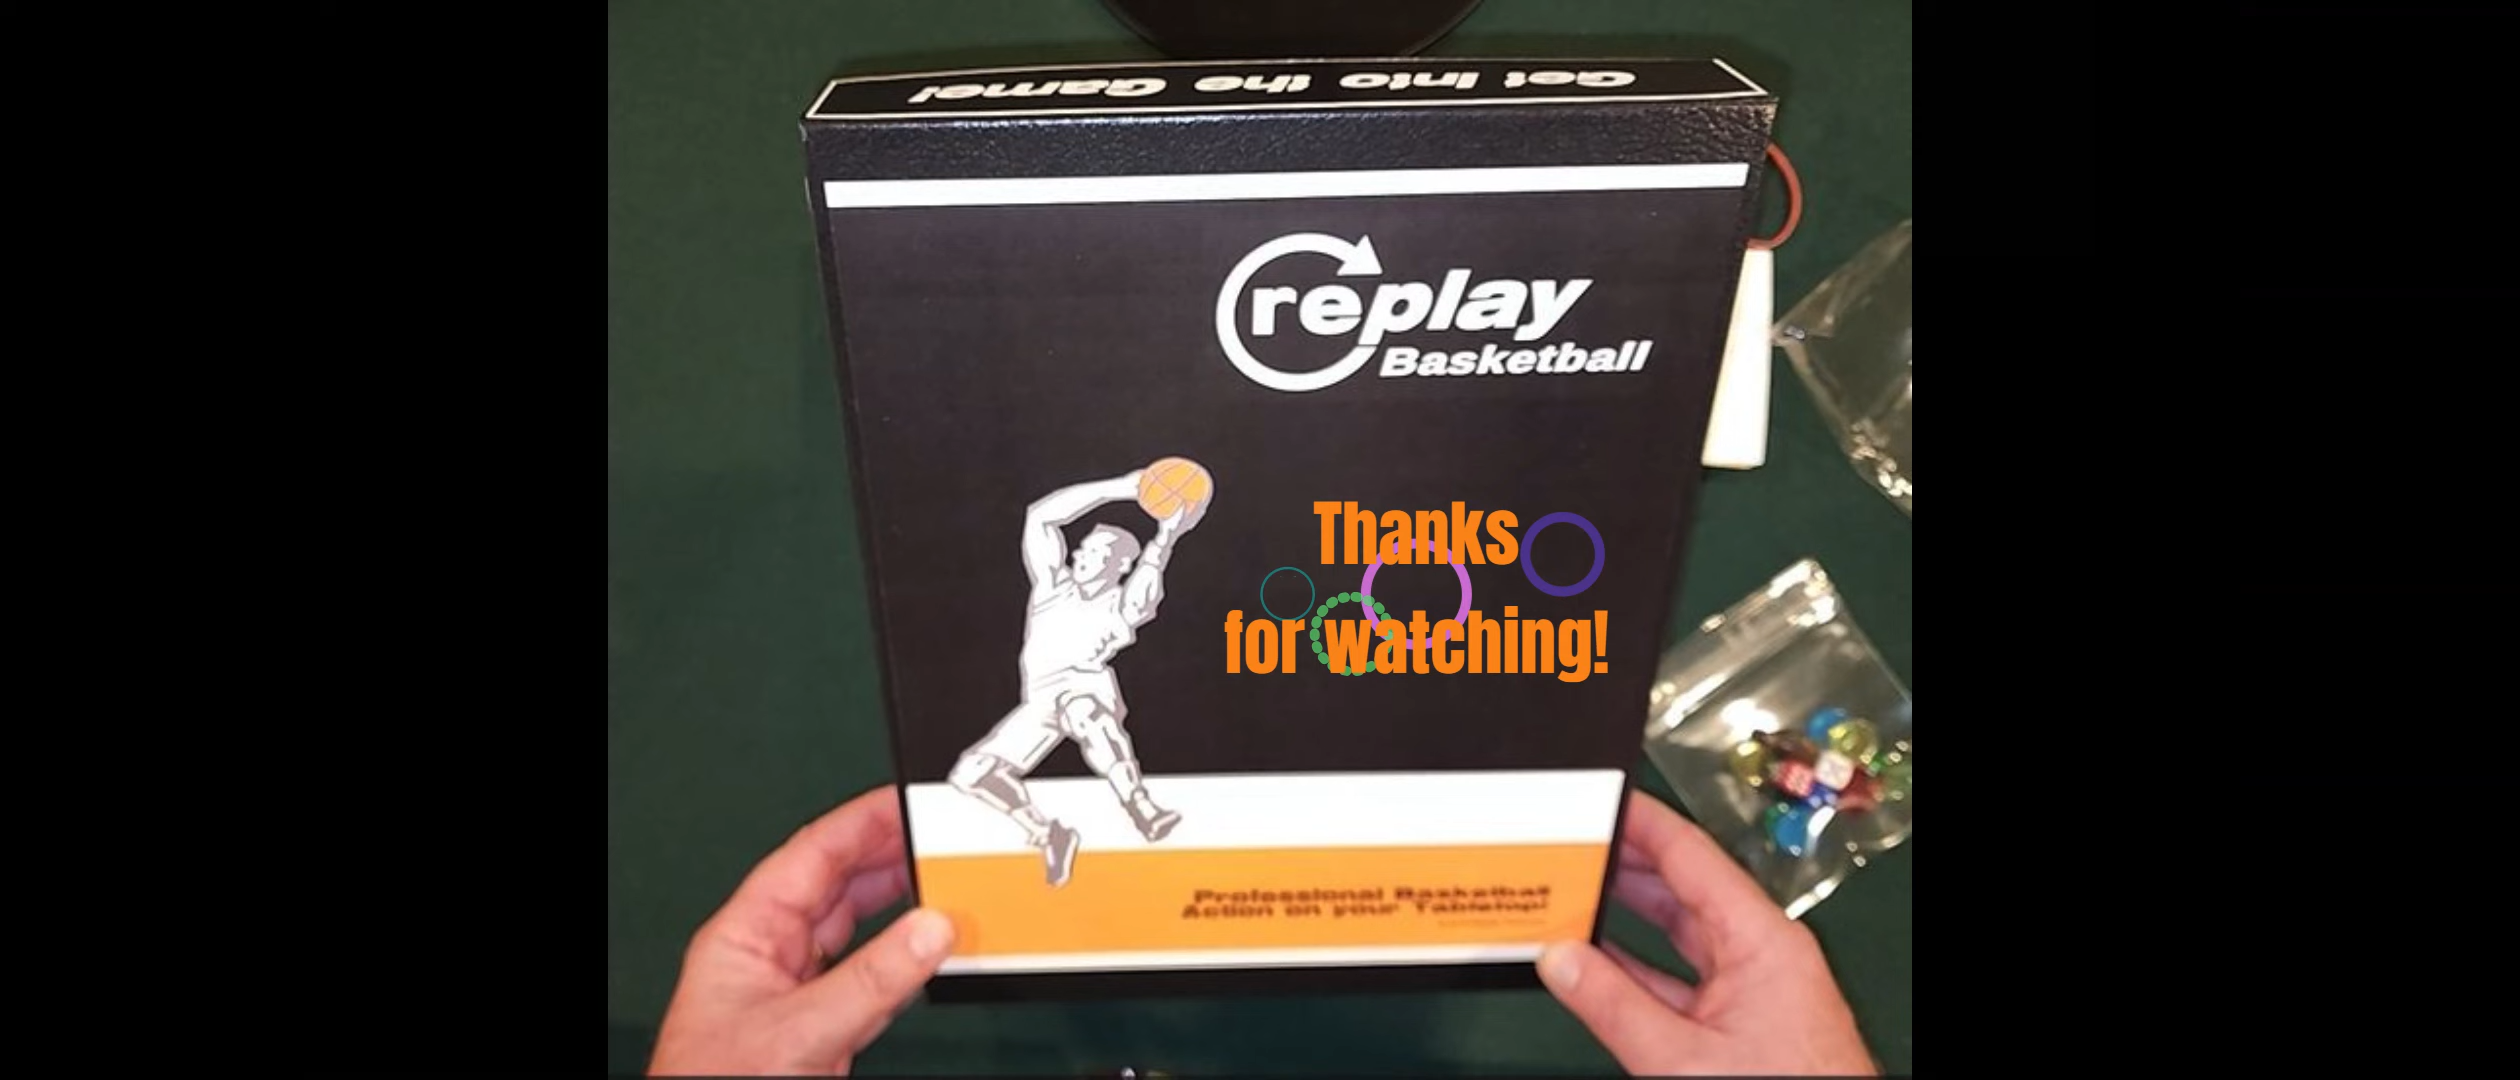 Get Into the Game!
replay
Basketball
Thanks
for watching!
Professional Basketball
Action on your Tabletop!